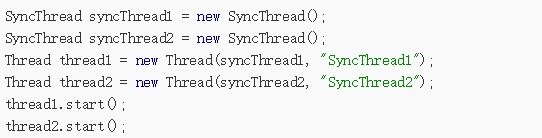 SyncThread syncThread1 = new SyncThread();
SyncThread syncThread2 = new SyncThread();
Thread thread1 = new Thread(syncThread1, "SyncThread1");
Thread thread2 = new Thread(syncThread2, "SyncThread2");
thread1.start();
thread2.start();